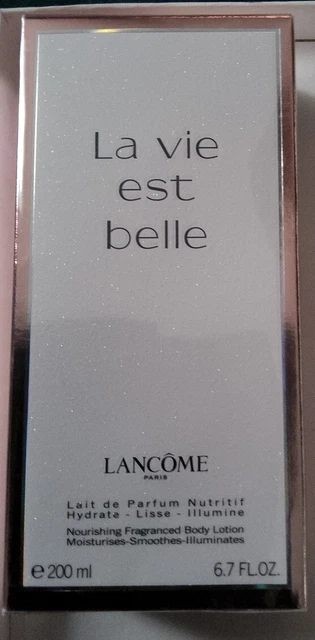 La vie
est
belle
LANCÔME
PARIS
Lait de Parfum Nutritif
Hydrate - Lisse - Illumine
Nourishing Fragranced Body Lotion
Moisturises-Smoothes-Illuminates
℮ 200 ml 6.7 FL.OZ.